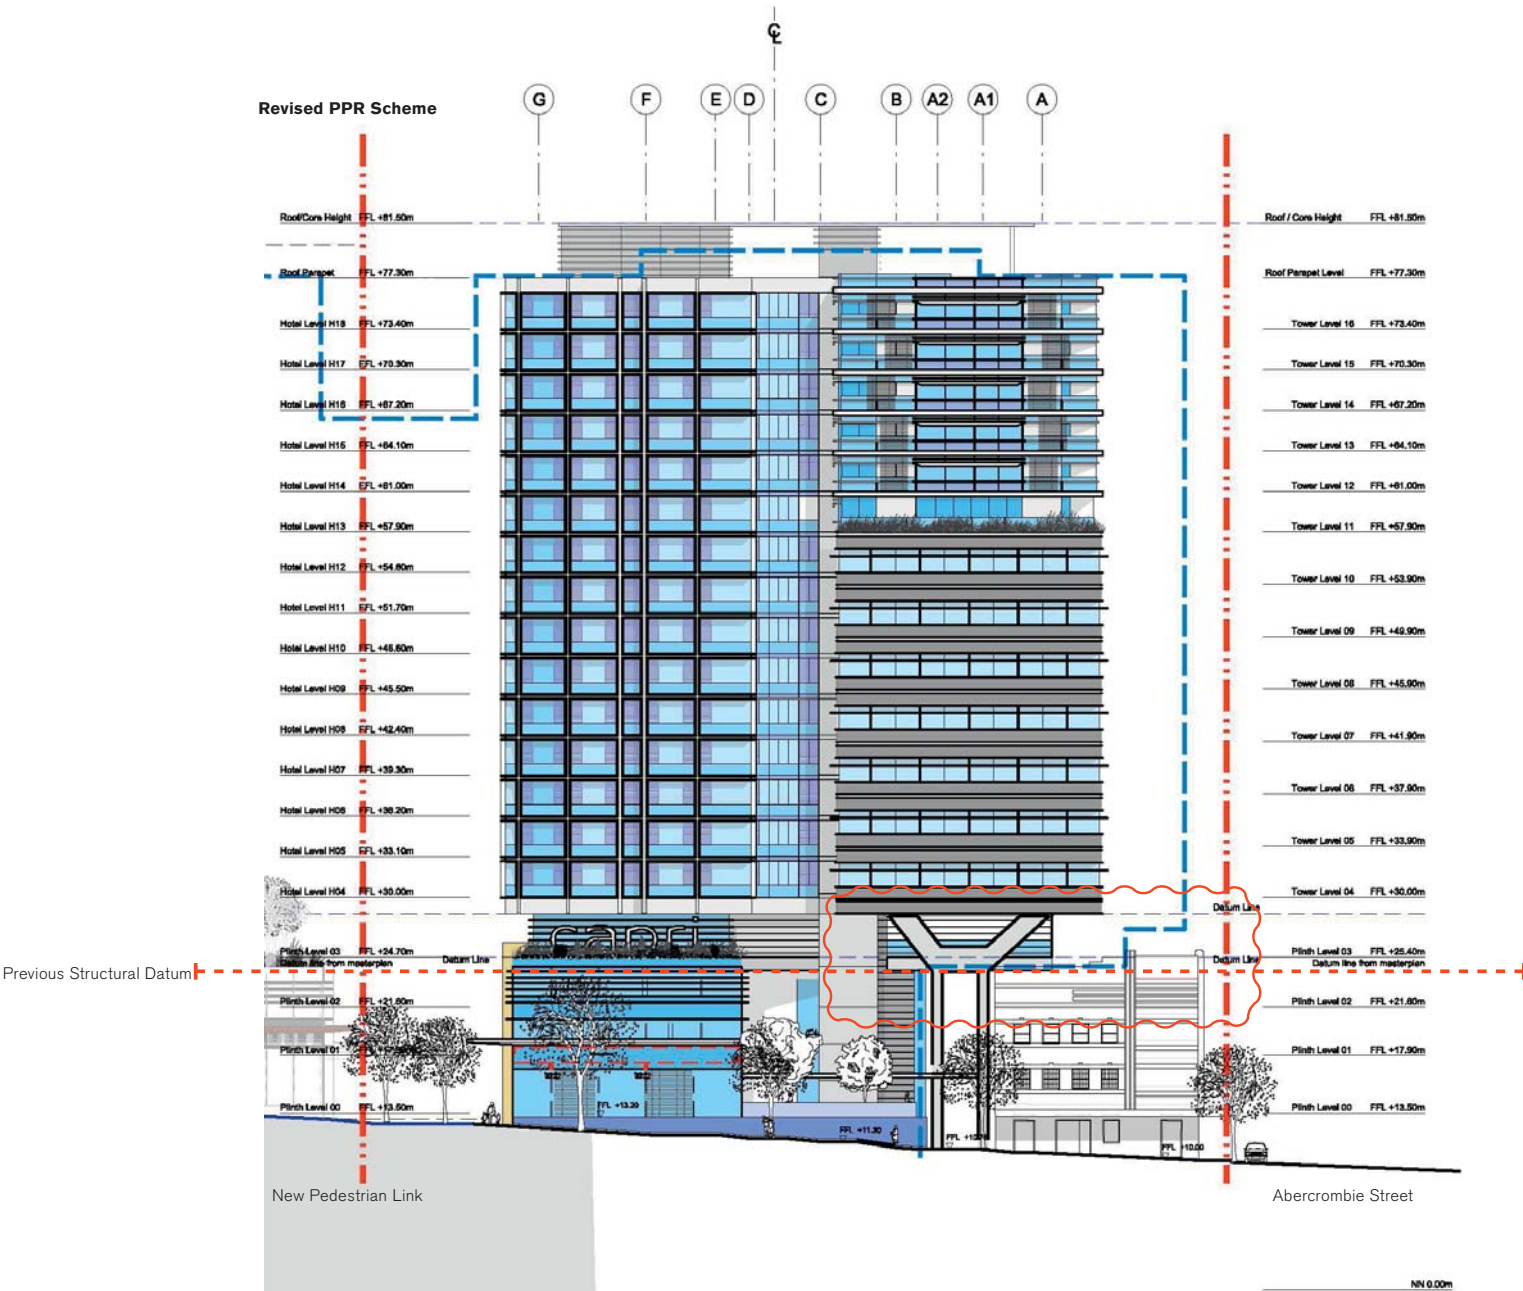 ℄
G F E D C B A2 A1 A
Revised PPR Scheme
Roof/Core Height FFL +81.50m
Roof Parapet FFL +77.30m
Hotel Level H18 FFL +73.40m
Hotel Level H17 FFL +70.30m
Hotel Level H16 FFL +67.20m
Hotel Level H15 FFL +64.10m
Hotel Level H14 FFL +61.00m
Hotel Level H13 FFL +57.90m
Hotel Level H12 FFL +54.80m
Hotel Level H11 FFL +51.70m
Hotel Level H10 FFL +48.60m
Hotel Level H09 FFL +45.50m
Hotel Level H08 FFL +42.40m
Hotel Level H07 FFL +39.30m
Hotel Level H06 FFL +36.20m
Hotel Level H05 FFL +33.10m
Hotel Level H04 FFL +30.00m
Plinth Level 03 FFL +24.70m
Datum line from masterplan
Datum Line
Previous Structural Datum
Plinth Level 02 FFL +21.80m
Plinth Level 01
Plinth Level 00 FFL +13.50m
capri
FFL +13.20
FFL +11.30
FFL
FFL +10.00
Roof / Core Height FFL +81.50m
Roof Parapet Level FFL +77.30m
Tower Level 16 FFL +73.40m
Tower Level 15 FFL +70.30m
Tower Level 14 FFL +67.20m
Tower Level 13 FFL +64.10m
Tower Level 12 FFL +61.00m
Tower Level 11 FFL +57.90m
Tower Level 10 FFL +53.90m
Tower Level 09 FFL +49.90m
Tower Level 08 FFL +45.90m
Tower Level 07 FFL +41.90m
Tower Level 06 FFL +37.90m
Tower Level 05 FFL +33.90m
Tower Level 04 FFL +30.00m
Datum Line
Plinth Level 03 FFL +25.40m
Datum Line
Datum line from masterplan
Plinth Level 02 FFL +21.80m
Plinth Level 01 FFL +17.90m
Plinth Level 00 FFL +13.50m
New Pedestrian Link
Abercrombie Street
NN 0.00m